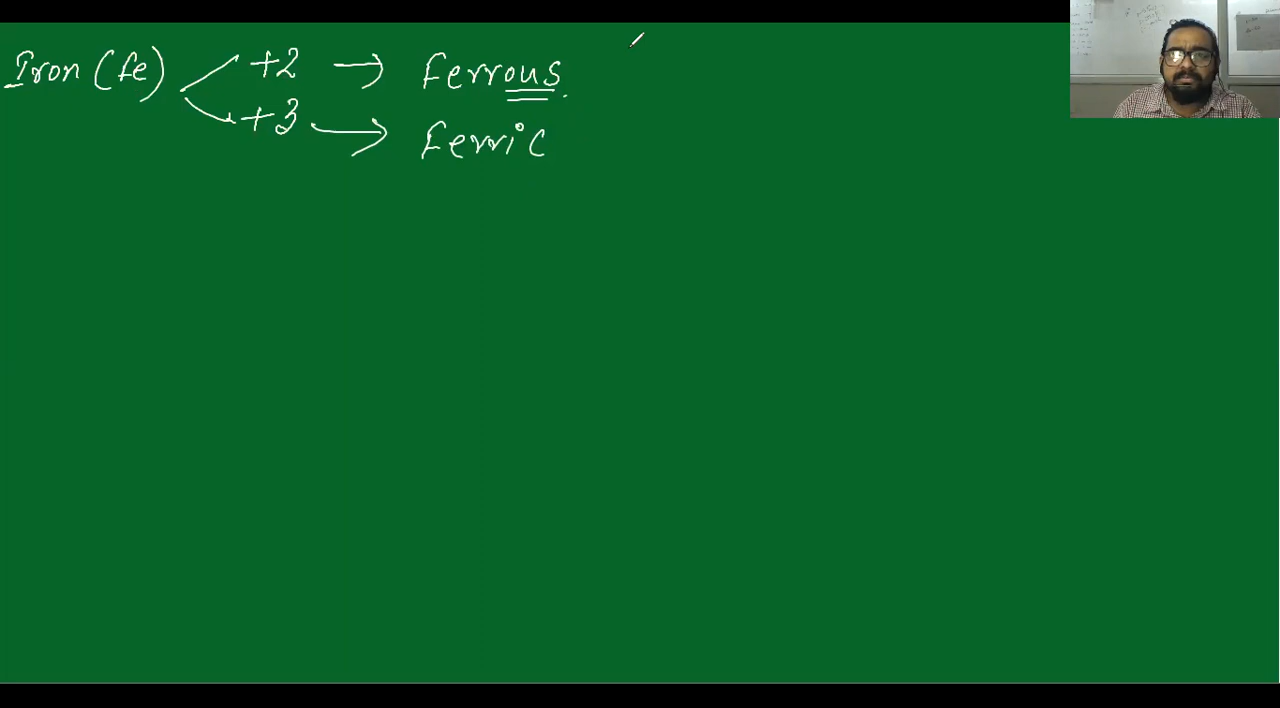 Iron (fe) +2 → Ferrous.
+3 → Ferric